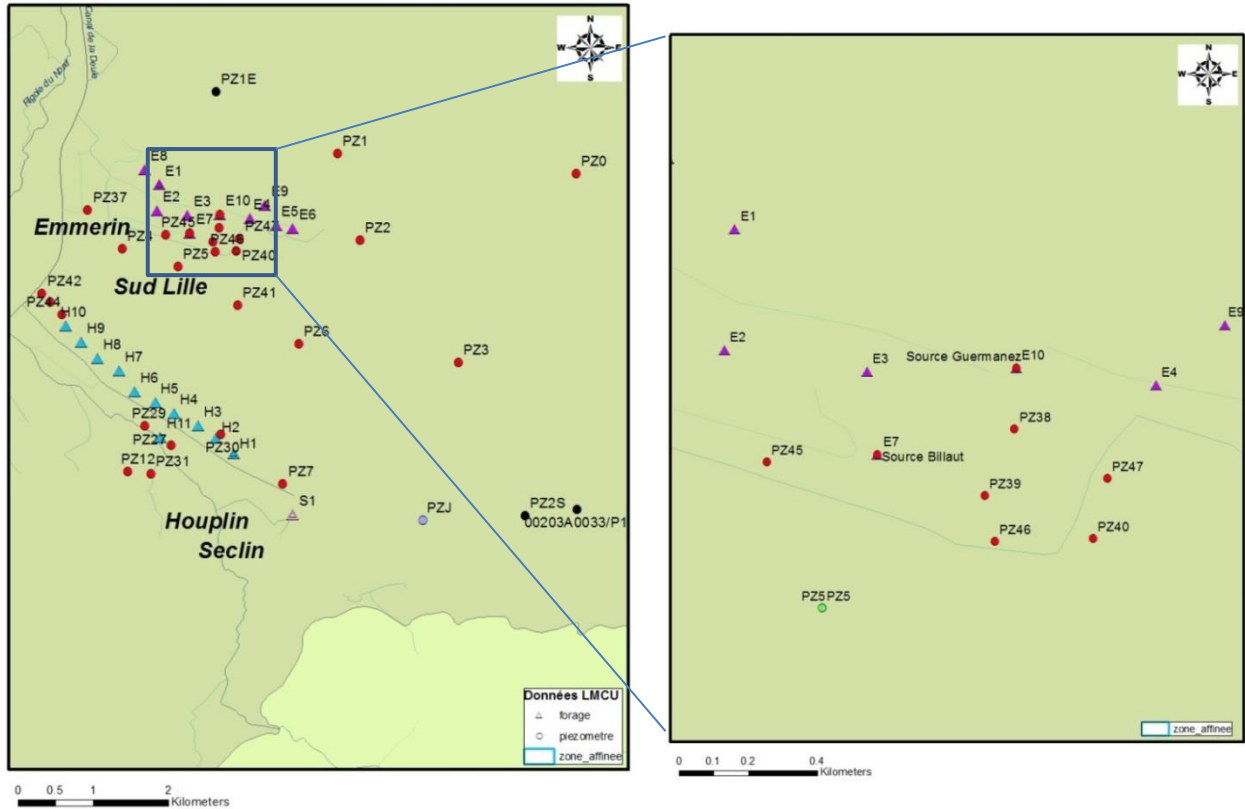 Rigole du Nord
Canal de la Deule
N
W E
S
PZ1E
PZ1
PZ0
E8
E1
E2
E3
E10
E9
E4
E5
E6
PZ37
PZ45
E7
PZ47
PZ2
Emmerin
PZ46
PZ5
PZ40
Sud Lille
PZ42
PZ41
PZ44
H10
H9
PZ6
H8
PZ3
H7
H6
H5
H4
PZ29
H3
H11
H2
PZ27
PZ30
H1
PZ12
PZ31
PZ7
S1
PZJ
PZ2S
00203A0033/P1
Houplin
Seclin
Données LMCU
forage
piezometre
zone_affinee
0 0.5 1 2
Kilometers
N
W E
S
E1
E9
E2
E3
Source Guermanez
E10
E4
PZ38
E7
PZ45
Source Billaut
PZ47
PZ39
PZ46
PZ40
PZ5 PZ5
zone_affinee
0 0.1 0.2 0.4
Kilometers